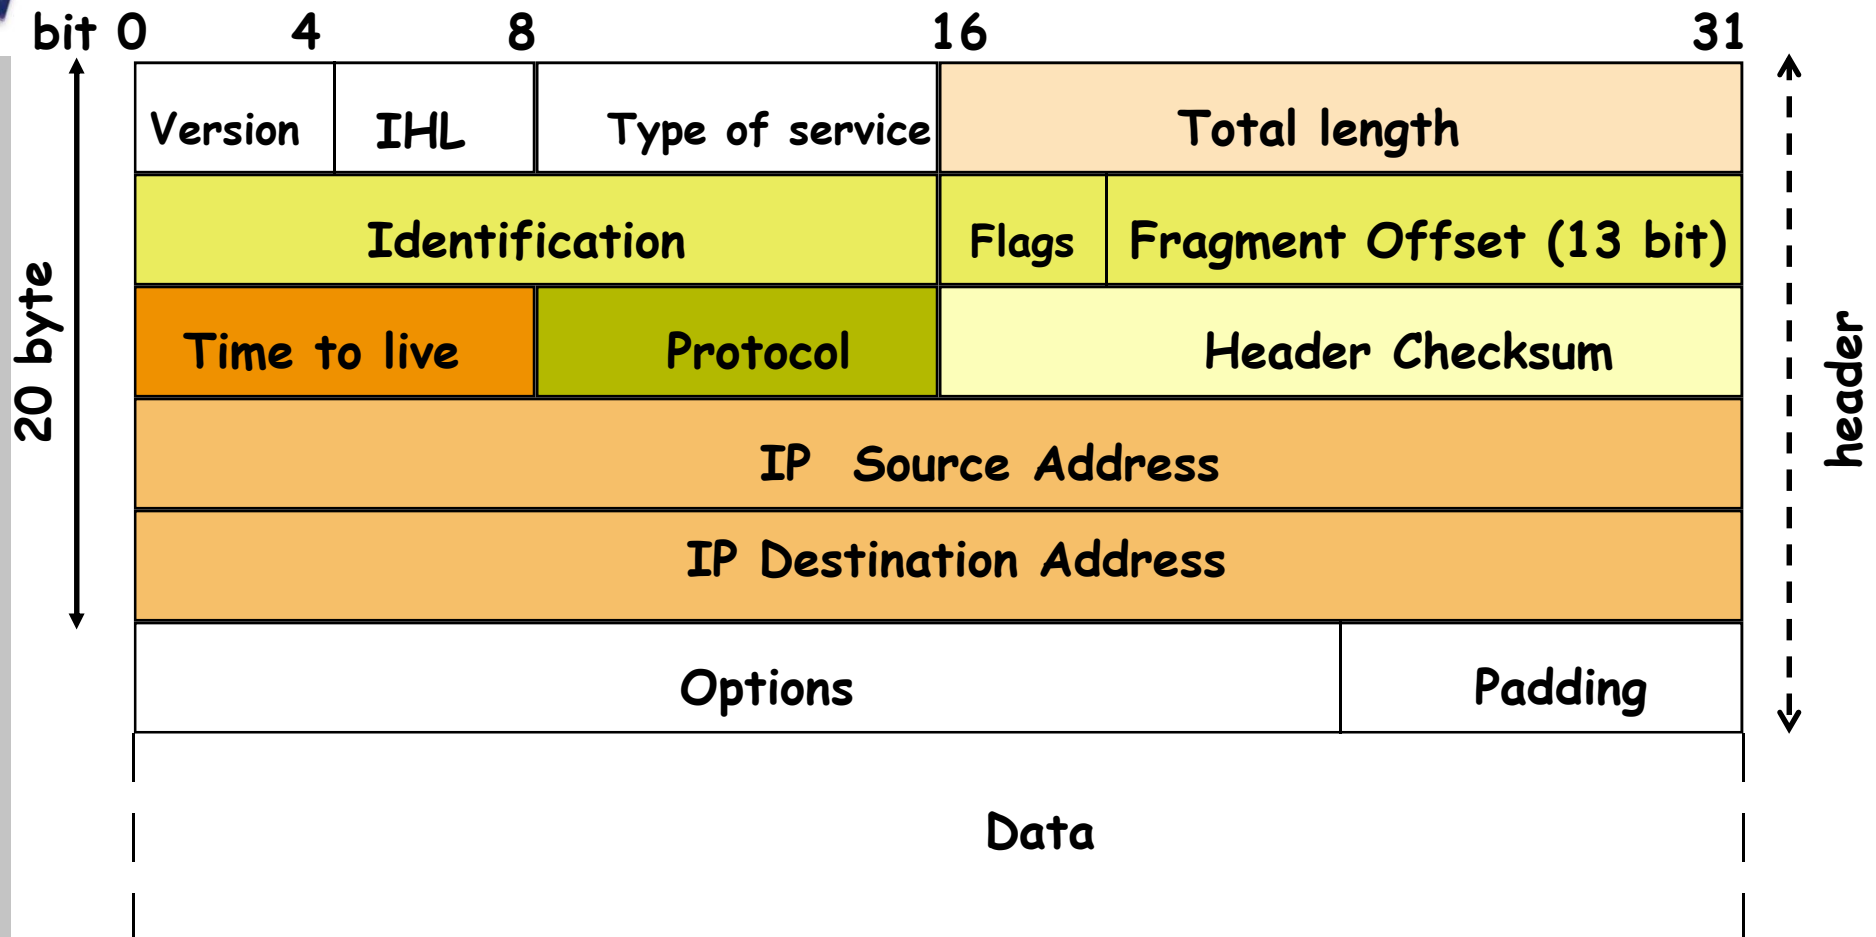 bit 0 4 8 16 31
Version IHL Type of service Total length
Identification Flags Fragment Offset (13 bit)
Time to live Protocol Header Checksum
20 byte
header
IP Source Address
IP Destination Address
Options Padding
Data